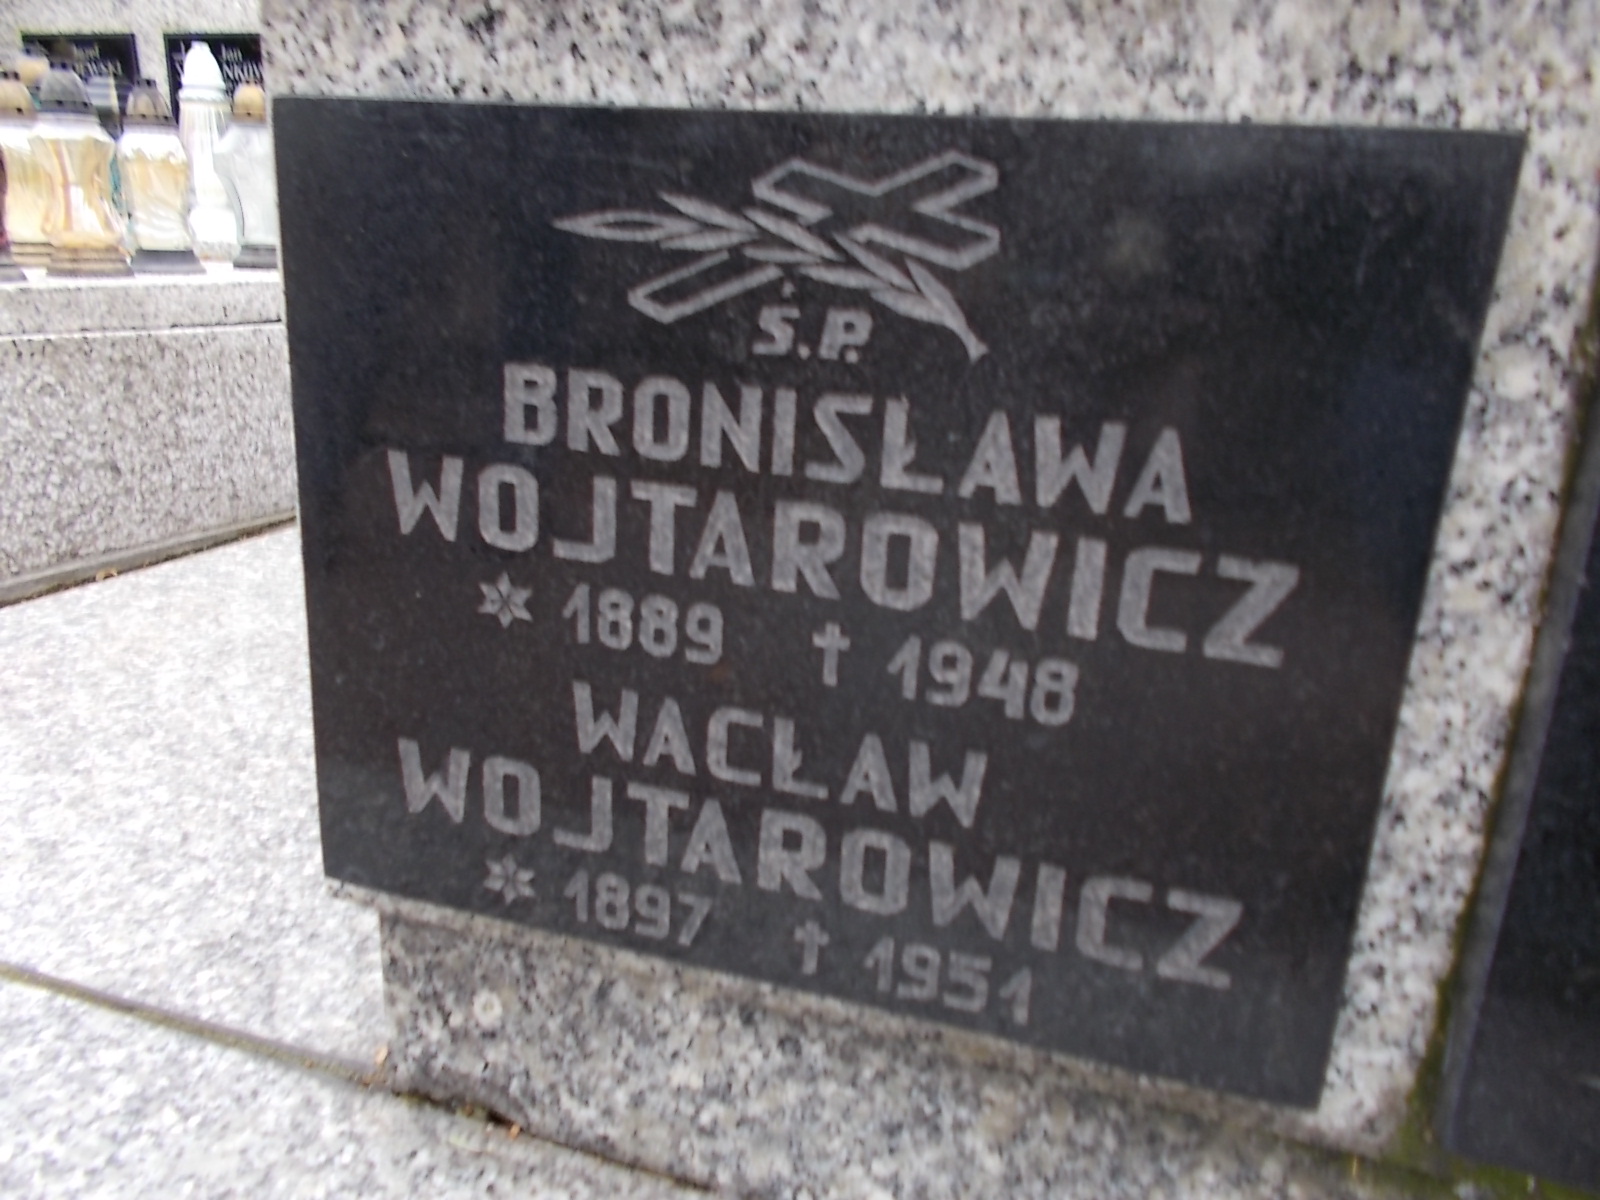 Ś.P.
BRONISŁAWA
WOJTAROWICZ
* 1889 † 1948
WACŁAW
WOJTAROWICZ
* 1897 † 1951